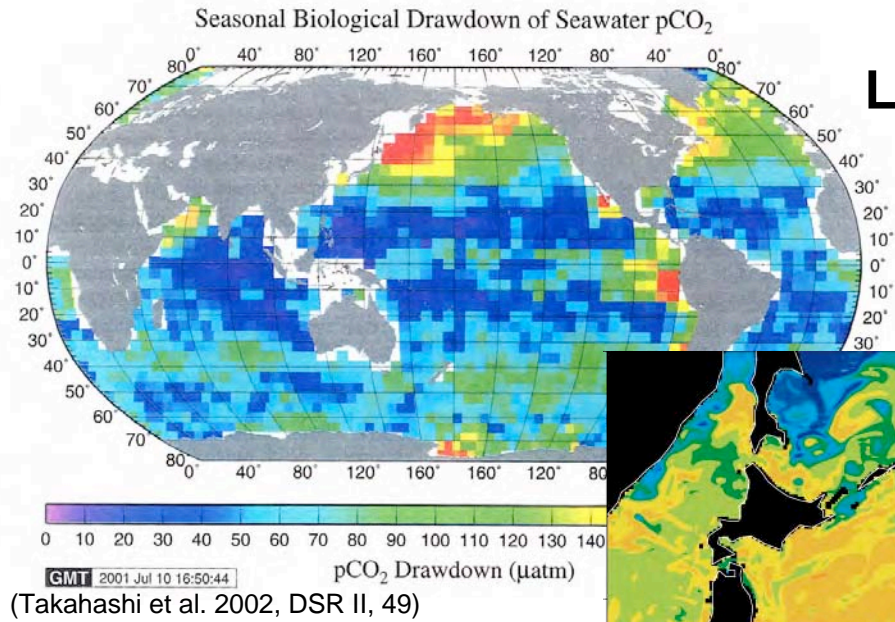 Seasonal Biological Drawdown of Seawater pCO₂
0° 40° 80° 120° 160° 160° 120° 80° 40° 0°
80° 80°
70° 70°
60° 60°
50° 50°
40° 40°
30° 30°
20° 20°
10° 10°
0° 0°
10° 10°
20° 20°
30° 30°
40°
50°
60°
70°
80°
0° 40° 80° 120° 160° 160° 120° 80
L
0 10 20 30 40 50 60 70 80 90 100 110 120 130 140
GMT 2001 Jul 10 16:50:44
pCO₂ Drawdown (µatm)
(Takahashi et al. 2002, DSR II, 49)